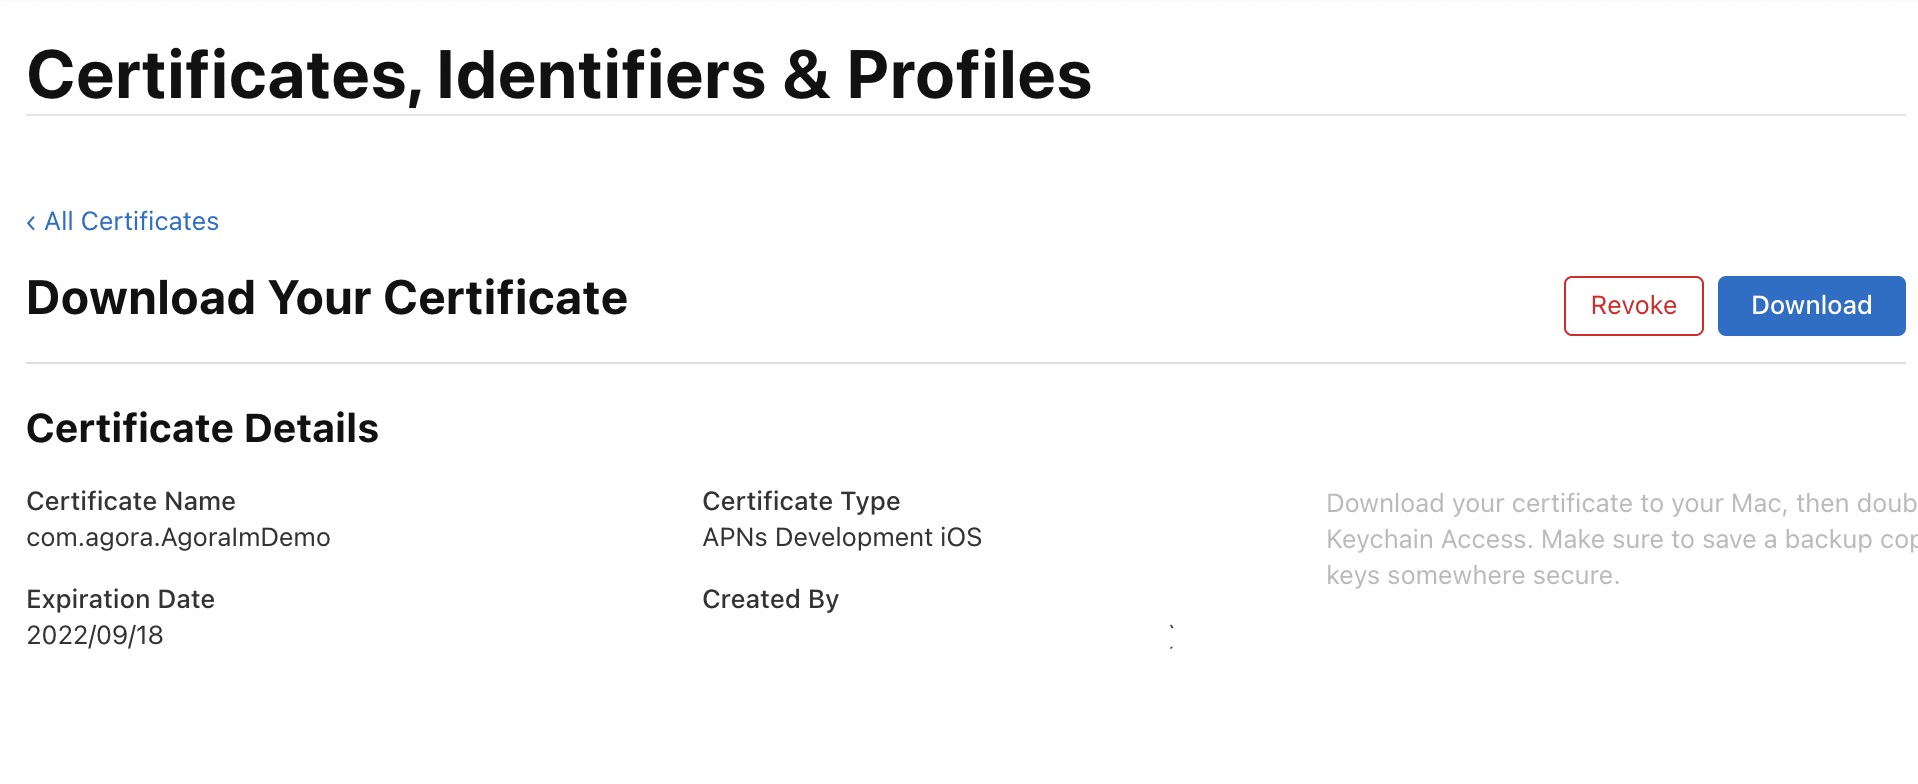 Certificates, Identifiers & Profiles
‹ All Certificates
Download Your Certificate
Revoke
Download
Certificate Details
Certificate Name
com.agora.AgoraImDemo
Certificate Type
APNs Development iOS
Expiration Date
2022/09/18
Created By
Download your certificate to your Mac, then doub
Keychain Access. Make sure to save a backup cop
keys somewhere secure.